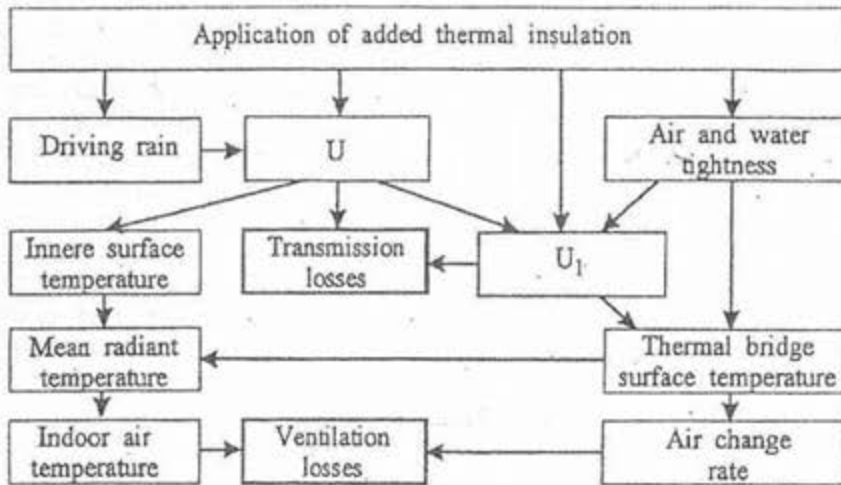 Application of added thermal insulation
Driving rain
U
Air and water
tightness
Innere surface
temperature
Transmission
losses
U₁
Mean radiant
temperature
Thermal bridge
surface temperature
Indoor air
temperature
Ventilation
losses
Air change
rate